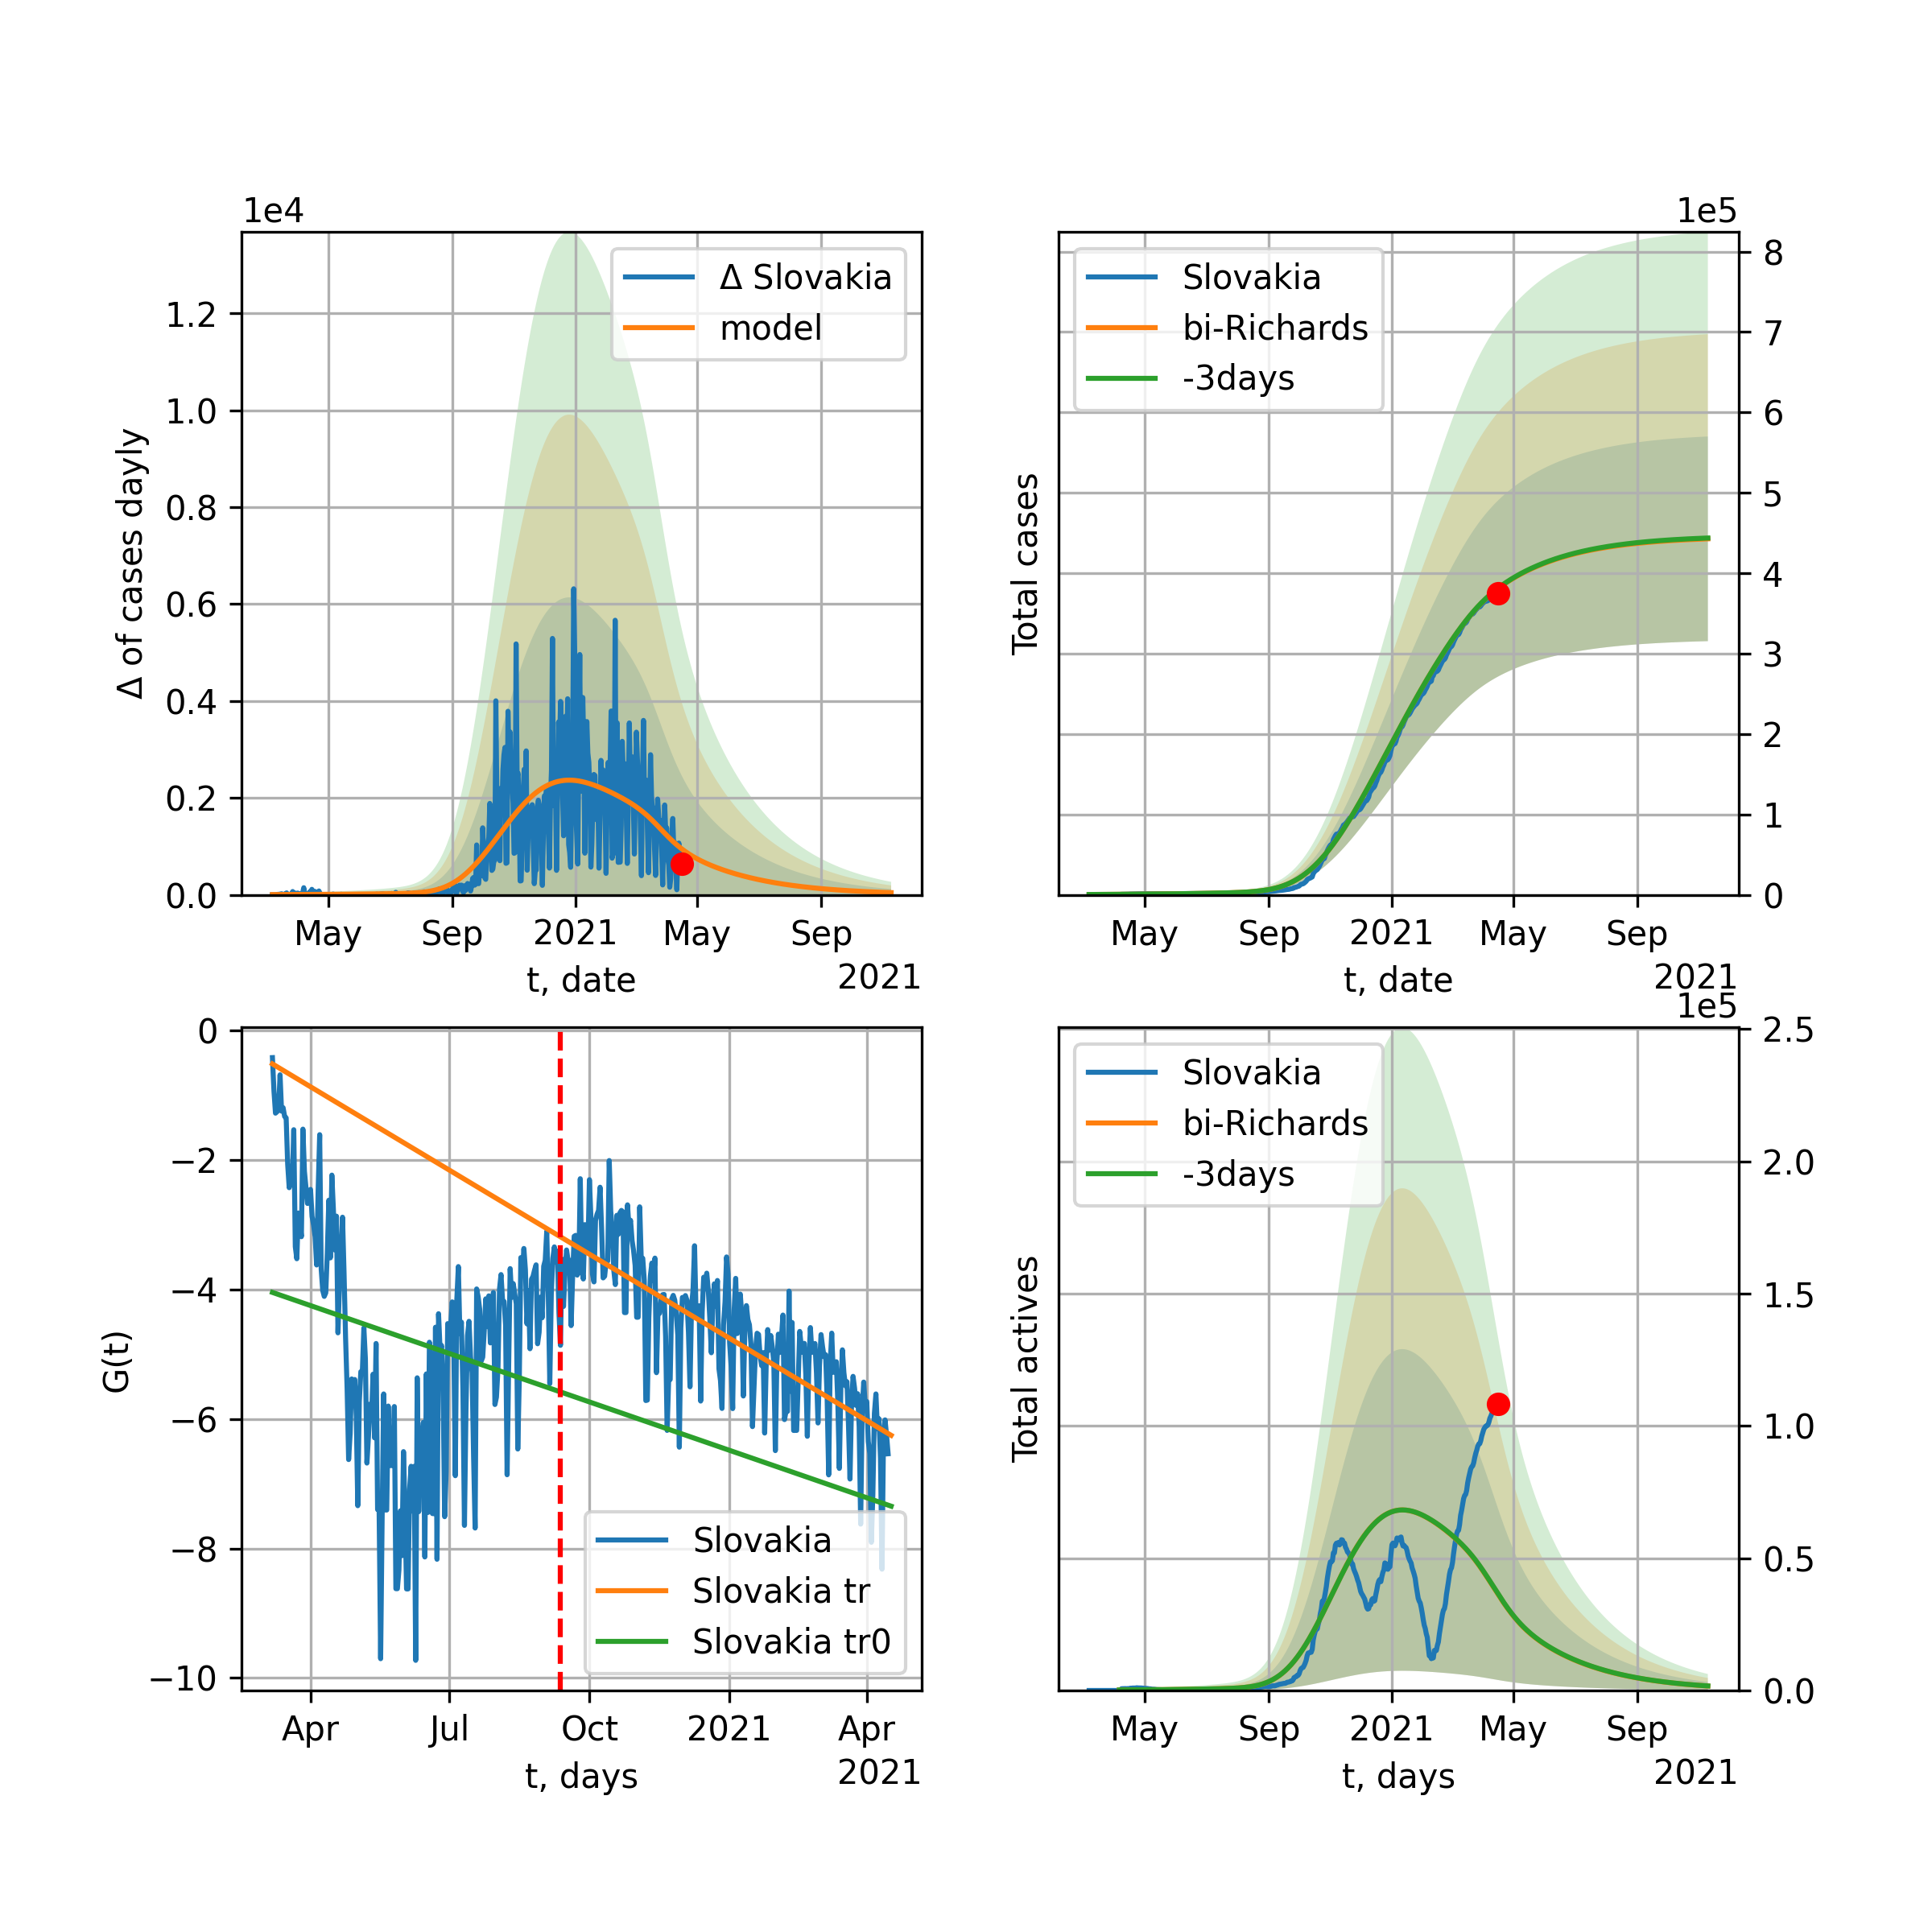 1e4
Δ of cases dayly
1.2
1.0
0.8
0.6
0.4
0.2
0.0
Δ Slovakia
model
May Sep 2021 May Sep
t, date
2021
1e5
Total cases
Slovakia
bi-Richards
-3days
8
7
6
5
4
3
2
1
0
May Sep 2021 May Sep
t, date
2021
G(t)
0
−2
−4
−6
−8
−10
Slovakia
Slovakia tr
Slovakia tr0
Apr Jul Oct 2021 Apr
t, days
2021
1e5
Total actives
Slovakia
bi-Richards
-3days
2.5
2.0
1.5
1.0
0.5
0.0
May Sep 2021 May Sep
t, days
2021